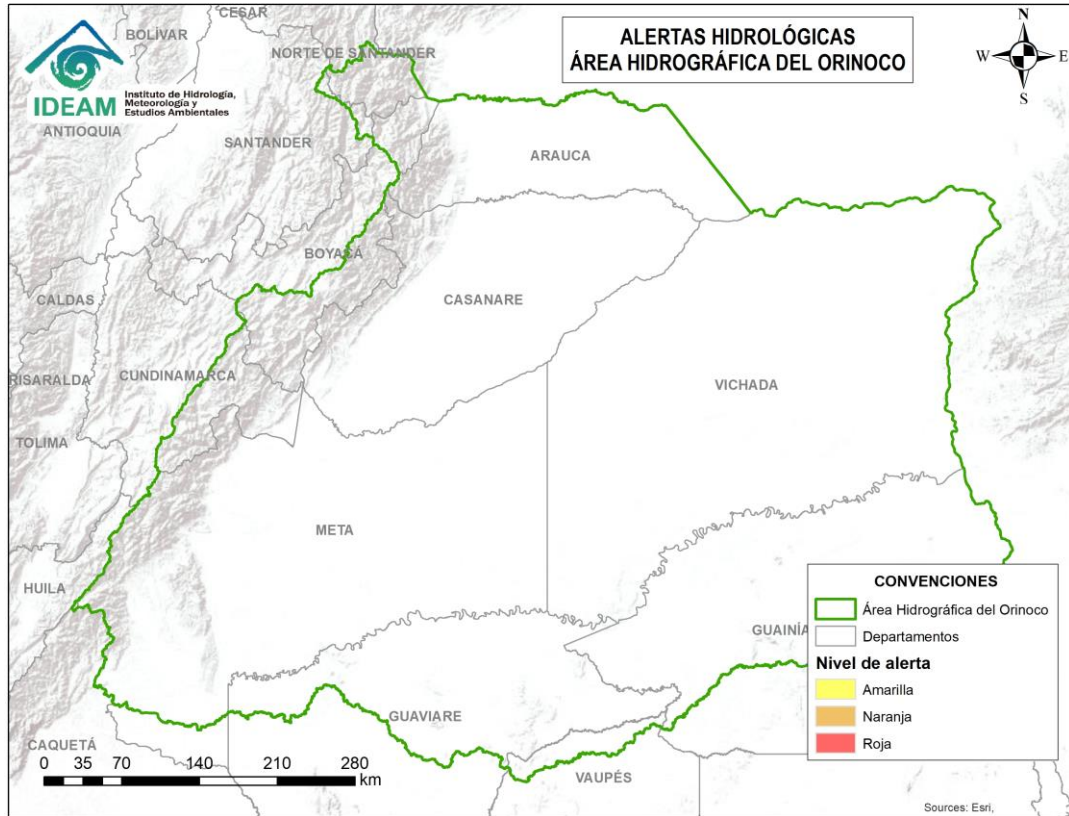 CESAR
BOLÍVAR
NORTE DE SANTANDER
ALERTAS HIDROLÓGICAS
ÁREA HIDROGRÁFICA DEL ORINOCO
N
W
E
S
IDEAM
Instituto de Hidrología,
Meteorología y
Estudios Ambientales
ANTIOQUIA
SANTANDER
ARAUCA
BOYACÁ
CALDAS
CASANARE
RISARALDA
CUNDINAMARCA
VICHADA
TOLIMA
META
HUILA
GUAINÍA
GUAVIARE
CAQUETÁ
VAUPÉS
CONVENCIONES
Área Hidrográfica del Orinoco
Departamentos
Nivel de alerta
Amarilla
Naranja
Roja
0 35 70 140 210 280
km
Sources: Esri,